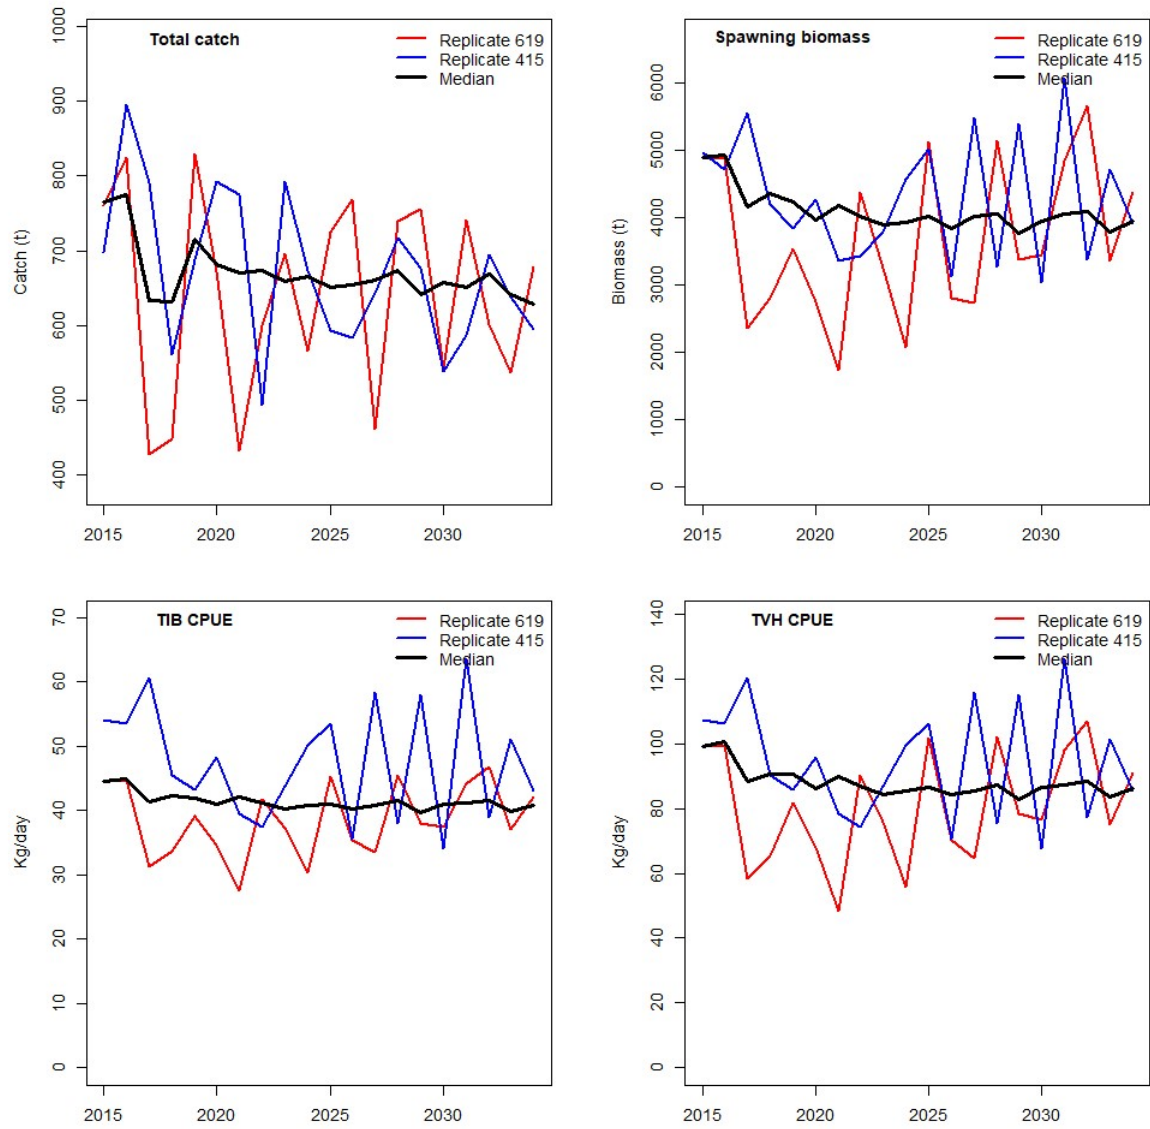 Total catch
Replicate 619
Replicate 415
Median
Catch (t)
1000
900
800
700
600
500
400
2015
2020
2025
2030
Spawning biomass
Replicate 619
Replicate 415
Median
Biomass (t)
6000
5000
4000
3000
2000
1000
0
2015
2020
2025
2030
TIB CPUE
Replicate 619
Replicate 415
Median
Kg/day
70
60
50
40
30
20
10
0
2015
2020
2025
2030
TVH CPUE
Replicate 619
Replicate 415
Median
Kg/day
140
120
100
80
60
40
20
0
2015
2020
2025
2030